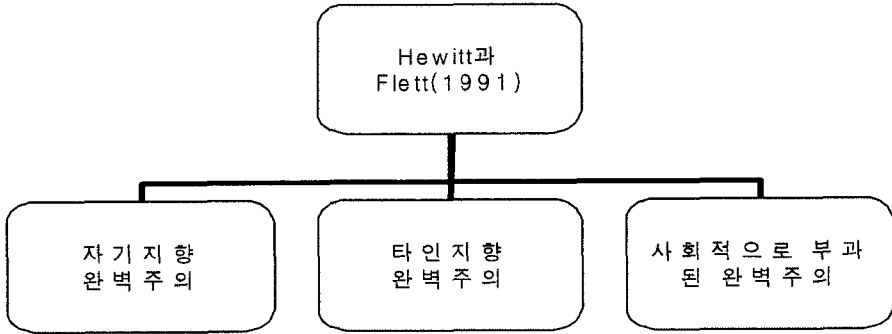 Hewitt과
Flett(1991)
자기지향
완벽주의
타인지향
완벽주의
사회적으로 부과
된 완벽주의